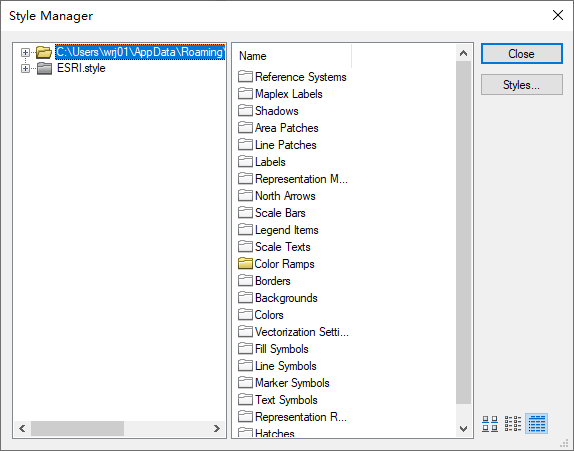 Style Manager
C:\Users\wrj01\AppData\Roaming
ESRI.style
Name
Reference Systems
Maplex Labels
Shadows
Area Patches
Line Patches
Labels
Representation M...
North Arrows
Scale Bars
Legend Items
Scale Texts
Color Ramps
Borders
Backgrounds
Colors
Vectorization Setti...
Fill Symbols
Line Symbols
Marker Symbols
Text Symbols
Representation R...
Hatches
Close
Styles...